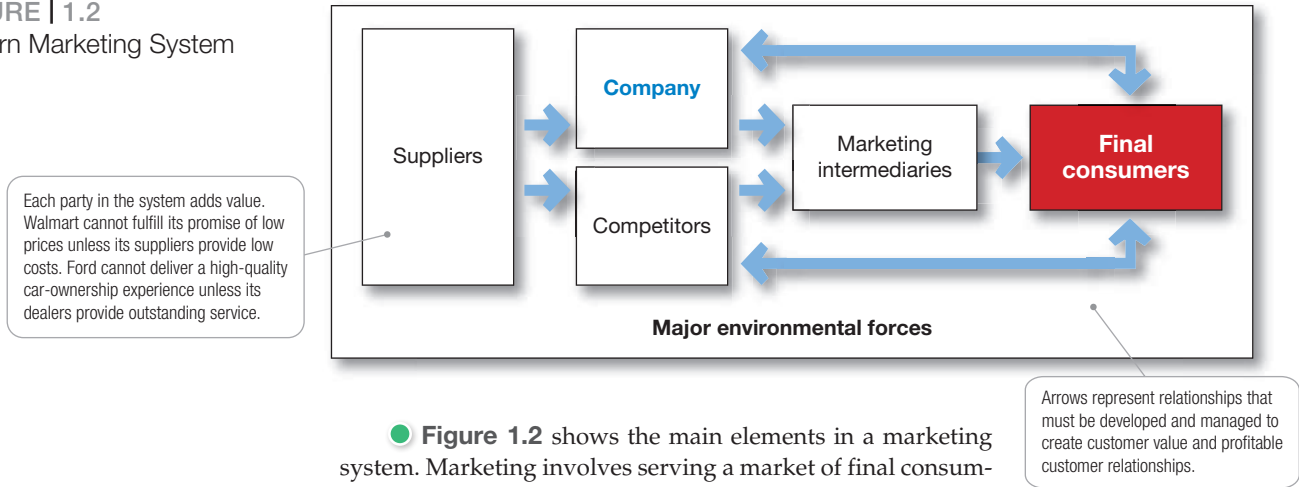 URE | 1.2
rn Marketing System
Suppliers
Company
Competitors
Marketing
intermediaries
Final
consumers
Major environmental forces
Each party in the system adds value.
Walmart cannot fulfill its promise of low
prices unless its suppliers provide low
costs. Ford cannot deliver a high-quality
car-ownership experience unless its
dealers provide outstanding service.
Arrows represent relationships that
must be developed and managed to
create customer value and profitable
customer relationships.
Figure 1.2 shows the main elements in a marketing
system. Marketing involves serving a market of final consum-